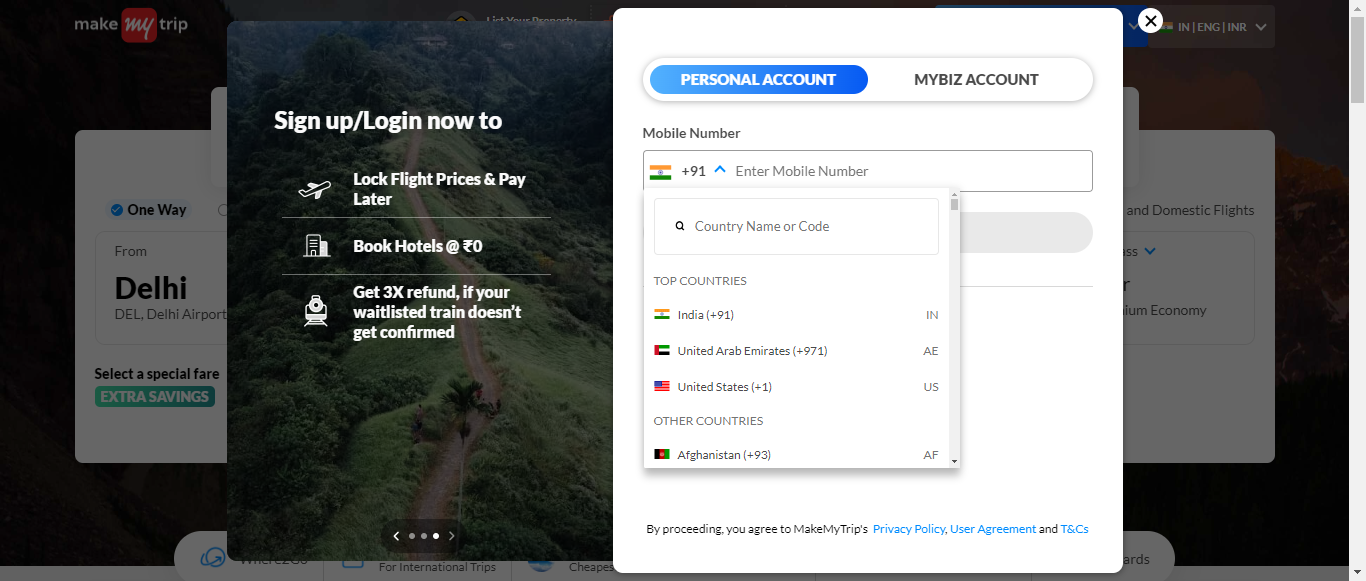 make my trip
List Your Property
IN | ENG | INR
PERSONAL ACCOUNT
MYBIZ ACCOUNT
Sign up/Login now to
Lock Flight Prices & Pay
Later
Book Hotels @ ₹0
Get 3X refund, if your
waitlisted train doesn't
get confirmed
Mobile Number
+91
Enter Mobile Number
Country Name or Code
TOP COUNTRIES
India (+91) IN
United Arab Emirates (+971) AE
United States (+1) US
OTHER COUNTRIES
Afghanistan (+93) AF
By proceeding, you agree to MakeMyTrip's Privacy Policy, User Agreement and T&Cs
One Way
and Domestic Flights
From
Delhi
DEL, Delhi Airport
Economy
Select a special fare
EXTRA SAVINGS
Where2Go
For International Trips